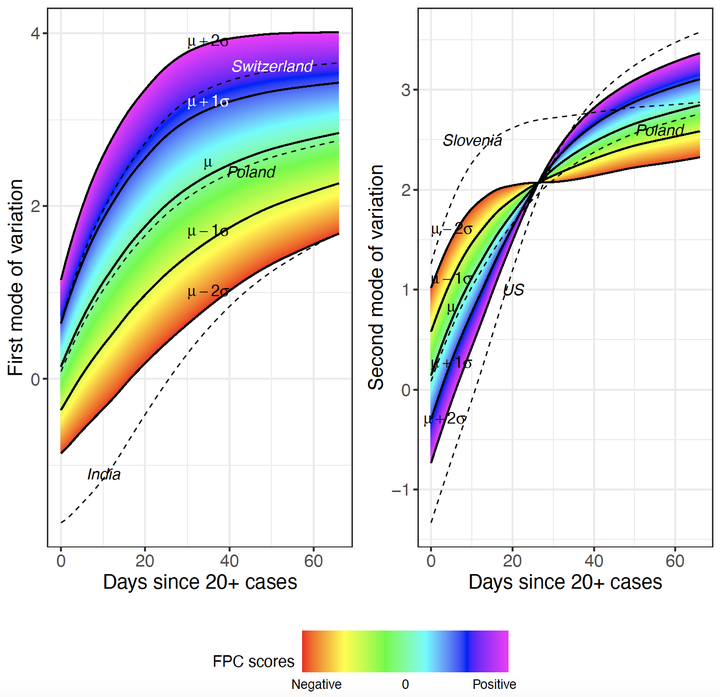 First mode of variation
4
2
0
μ+2σ
Switzerland
μ+1σ
μ
Poland
μ−1σ
μ−2σ
India
0
20
40
60
Days since 20+ cases
Second mode of variation
3
2
1
0
−1
Slovenia
Poland
μ−2σ
μ−1σ
US
μ
μ+1σ
μ+2σ
0
20
40
60
Days since 20+ cases
FPC scores
Negative 0 Positive